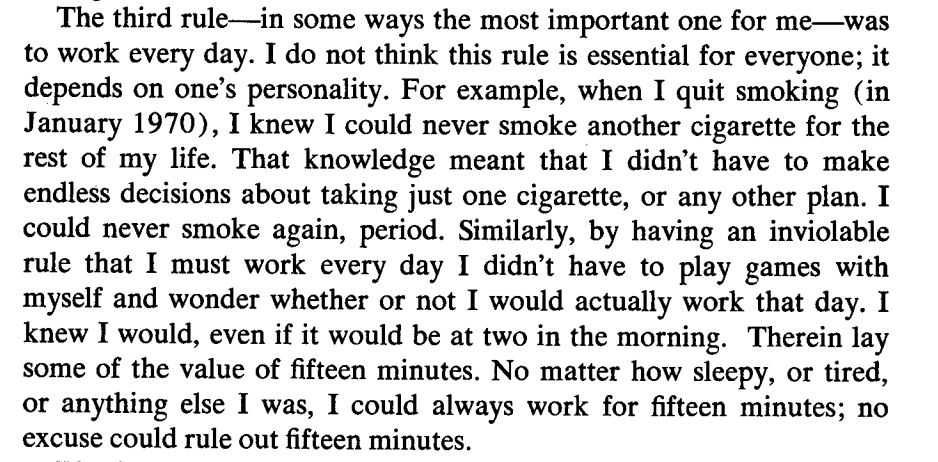 The third rule—in some ways the most important one for me—was
to work every day. I do not think this rule is essential for everyone; it
depends on one's personality. For example, when I quit smoking (in
January 1970), I knew I could never smoke another cigarette for the
rest of my life. That knowledge meant that I didn't have to make
endless decisions about taking just one cigarette, or any other plan. I
could never smoke again, period. Similarly, by having an inviolable
rule that I must work every day I didn't have to play games with
myself and wonder whether or not I would actually work that day. I
knew I would, even if it would be at two in the morning.  Therein lay
some of the value of fifteen minutes. No matter how sleepy, or tired,
or anything else I was, I could always work for fifteen minutes; no
excuse could rule out fifteen minutes.